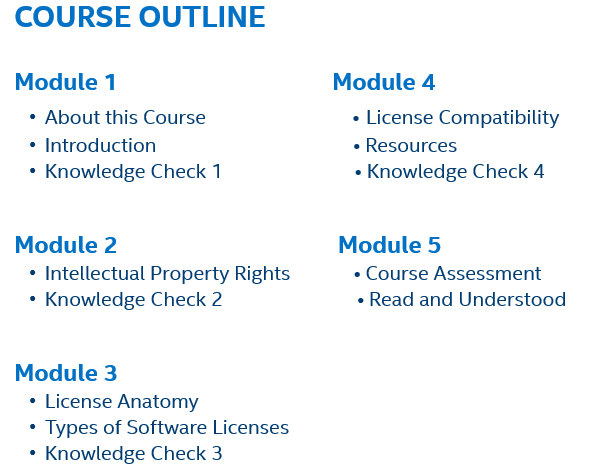 COURSE OUTLINE
Module 1
• About this Course
• Introduction
• Knowledge Check 1
Module 2
• Intellectual Property Rights
• Knowledge Check 2
Module 3
• License Anatomy
• Types of Software Licenses
• Knowledge Check 3
Module 4
• License Compatibility
• Resources
• Knowledge Check 4
Module 5
• Course Assessment
• Read and Understood